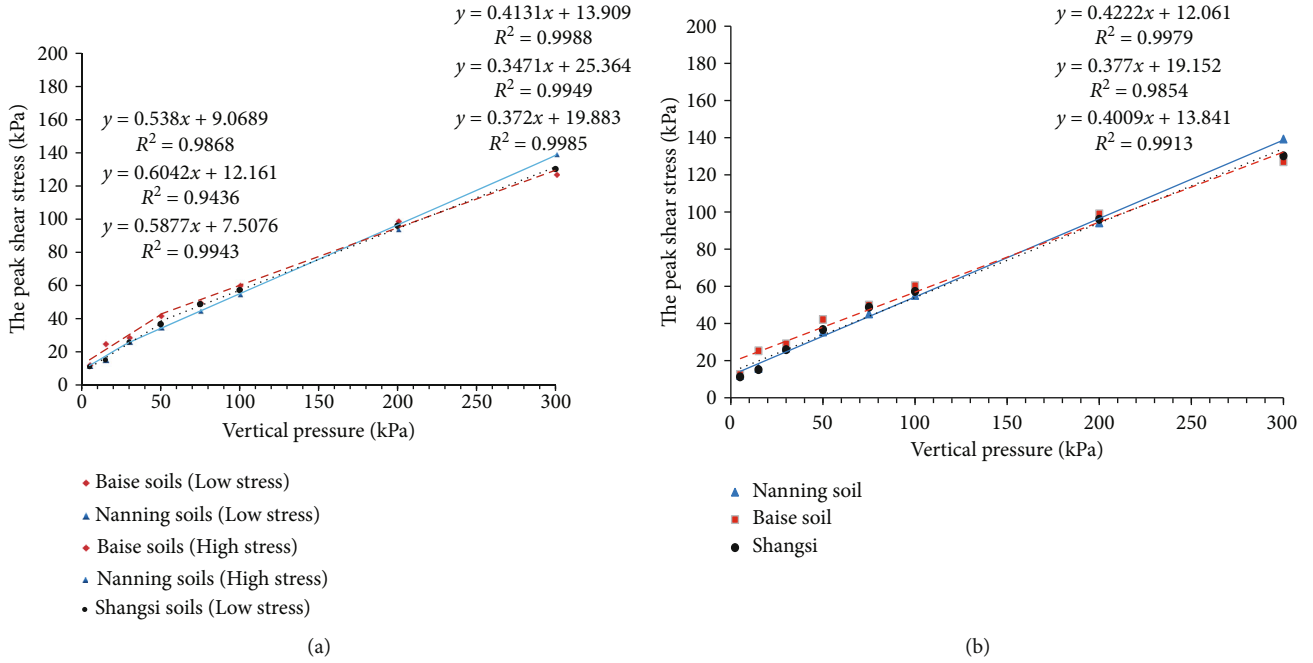 y = 0.4131x + 13.909
R² = 0.9988
y = 0.3471x + 25.364
R² = 0.9949
y = 0.372x + 19.883
R² = 0.9985
y = 0.538x + 9.0689
R² = 0.9868
y = 0.6042x + 12.161
R² = 0.9436
y = 0.5877x + 7.5076
R² = 0.9943
The peak shear stress (kPa)
200
180
160
140
120
100
80
60
40
20
0
0 50 100 150 200 250 300
Vertical pressure (kPa)
Baise soils (Low stress)
Nanning soils (Low stress)
Baise soils (High stress)
Nanning soils (High stress)
Shangsi soils (Low stress)
(a)
y = 0.4222x + 12.061
R² = 0.9979
y = 0.377x + 19.152
R² = 0.9854
y = 0.4009x + 13.841
R² = 0.9913
The peak shear stress (kPa)
200
180
160
140
120
100
80
60
40
20
0
0 50 100 150 200 250 300
Vertical pressure (kPa)
Nanning soil
Baise soil
Shangsi
(b)